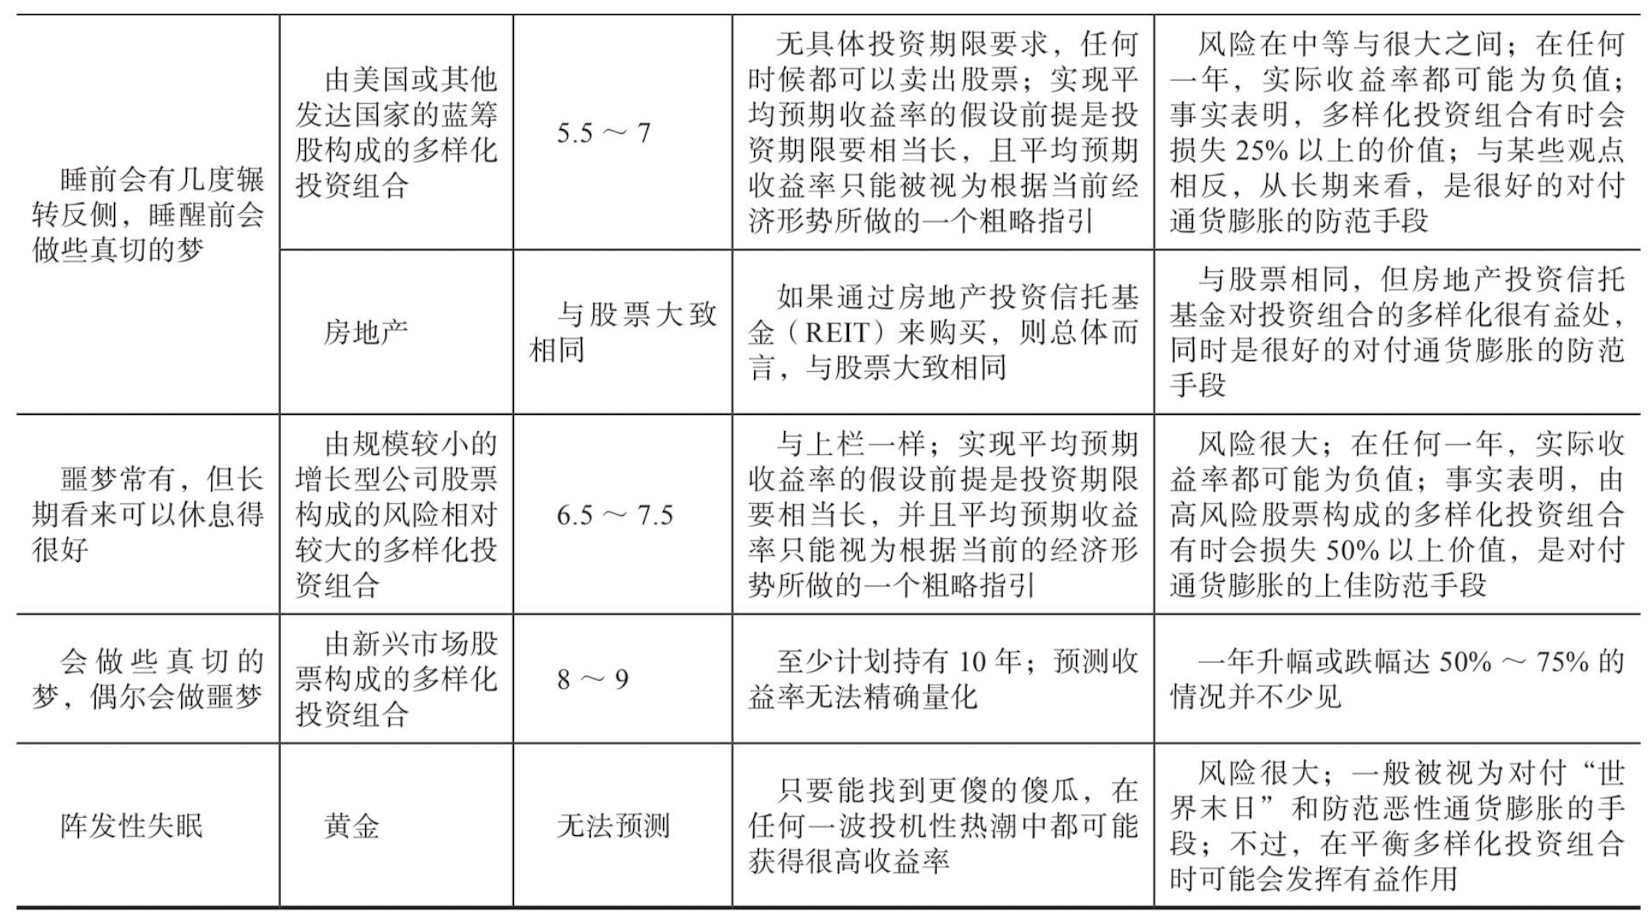 睡前会有几度辗
转反侧，睡醒前会
做些真切的梦
由美国或其他
发达国家的蓝筹
股构成的多样化
投资组合
5.5～7
无具体投资期限要求，任何
时候都可以卖出股票；实现平
均预期收益率的假设前提是投
资期限要相当长，且平均预期
收益率只能被视为根据当前经
济形势所做的一个粗略指引
风险在中等与很大之间；在任何
一年，实际收益率都可能为负值；
事实表明，多样化投资组合有时会
损失25%以上的价值；与某些观点
相反，从长期来看，是很好的对付
通货膨胀的防范手段
房地产
与股票大致
相同
如果通过房地产投资信托基
金（REIT）来购买，则总体而
言，与股票大致相同
与股票相同，但房地产投资信托
基金对投资组合的多样化很有益处，
同时是很好的对付通货膨胀的防范
手段
噩梦常有，但长
期看来可以休息得
很好
由规模较小的
增长型公司股票
构成的风险相对
较大的多样化投
资组合
6.5～7.5
与上栏一样；实现平均预期
收益率的假设前提是投资期限
要相当长，并且平均预期收益
率只能视为根据当前的经济形
势所做的一个粗略指引
风险很大；在任何一年，实际收
益率都可能为负值；事实表明，由
高风险股票构成的多样化投资组合
有时会损失50%以上价值，是对付
通货膨胀的上佳防范手段
会做些真切的
梦，偶尔会做噩梦
由新兴市场股
票构成的多样化
投资组合
8～9
至少计划持有10年；预测收
益率无法精确量化
一年升幅或跌幅达50%～75%的
情况并不少见
阵发性失眠
黄金
无法预测
只要能找到更傻的傻瓜，在
任何一波投机性热潮中都可能
获得很高收益率
风险很大；一般被视为对付“世
界末日”和防范恶性通货膨胀的手
段；不过，在平衡多样化投资组合
时可能会发挥有益作用